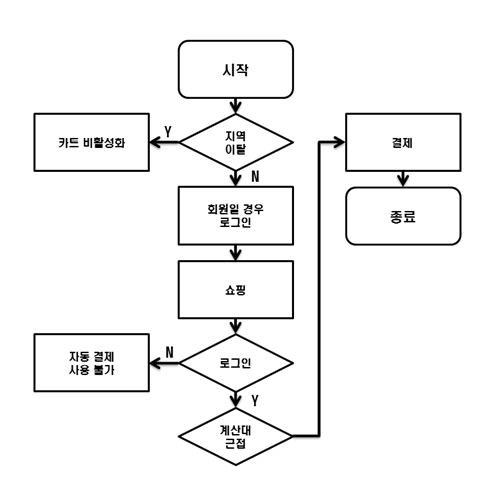 시작
지역
이탈
Y
카트 비활성화
N
회원일 경우
로그인
쇼핑
로그인
N
자동 결제
사용 불가
Y
계산대
근접
결제
종료